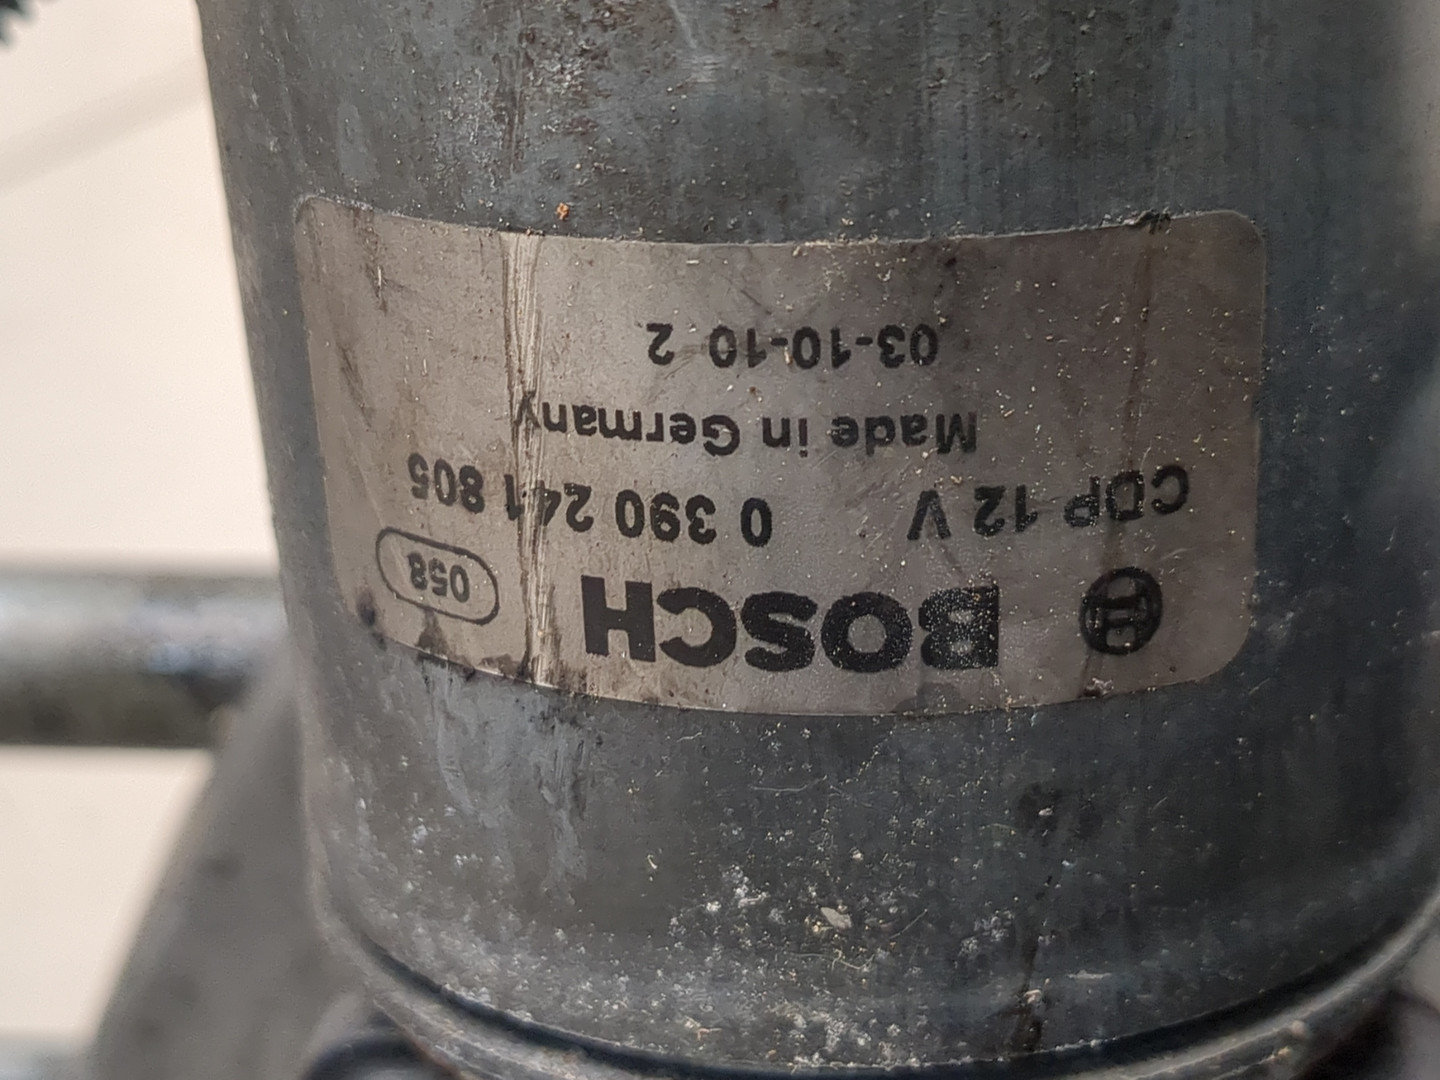 BOSCH 058
CDP 12 V 0 390 241 805
Made in Germany
03-10-10 2